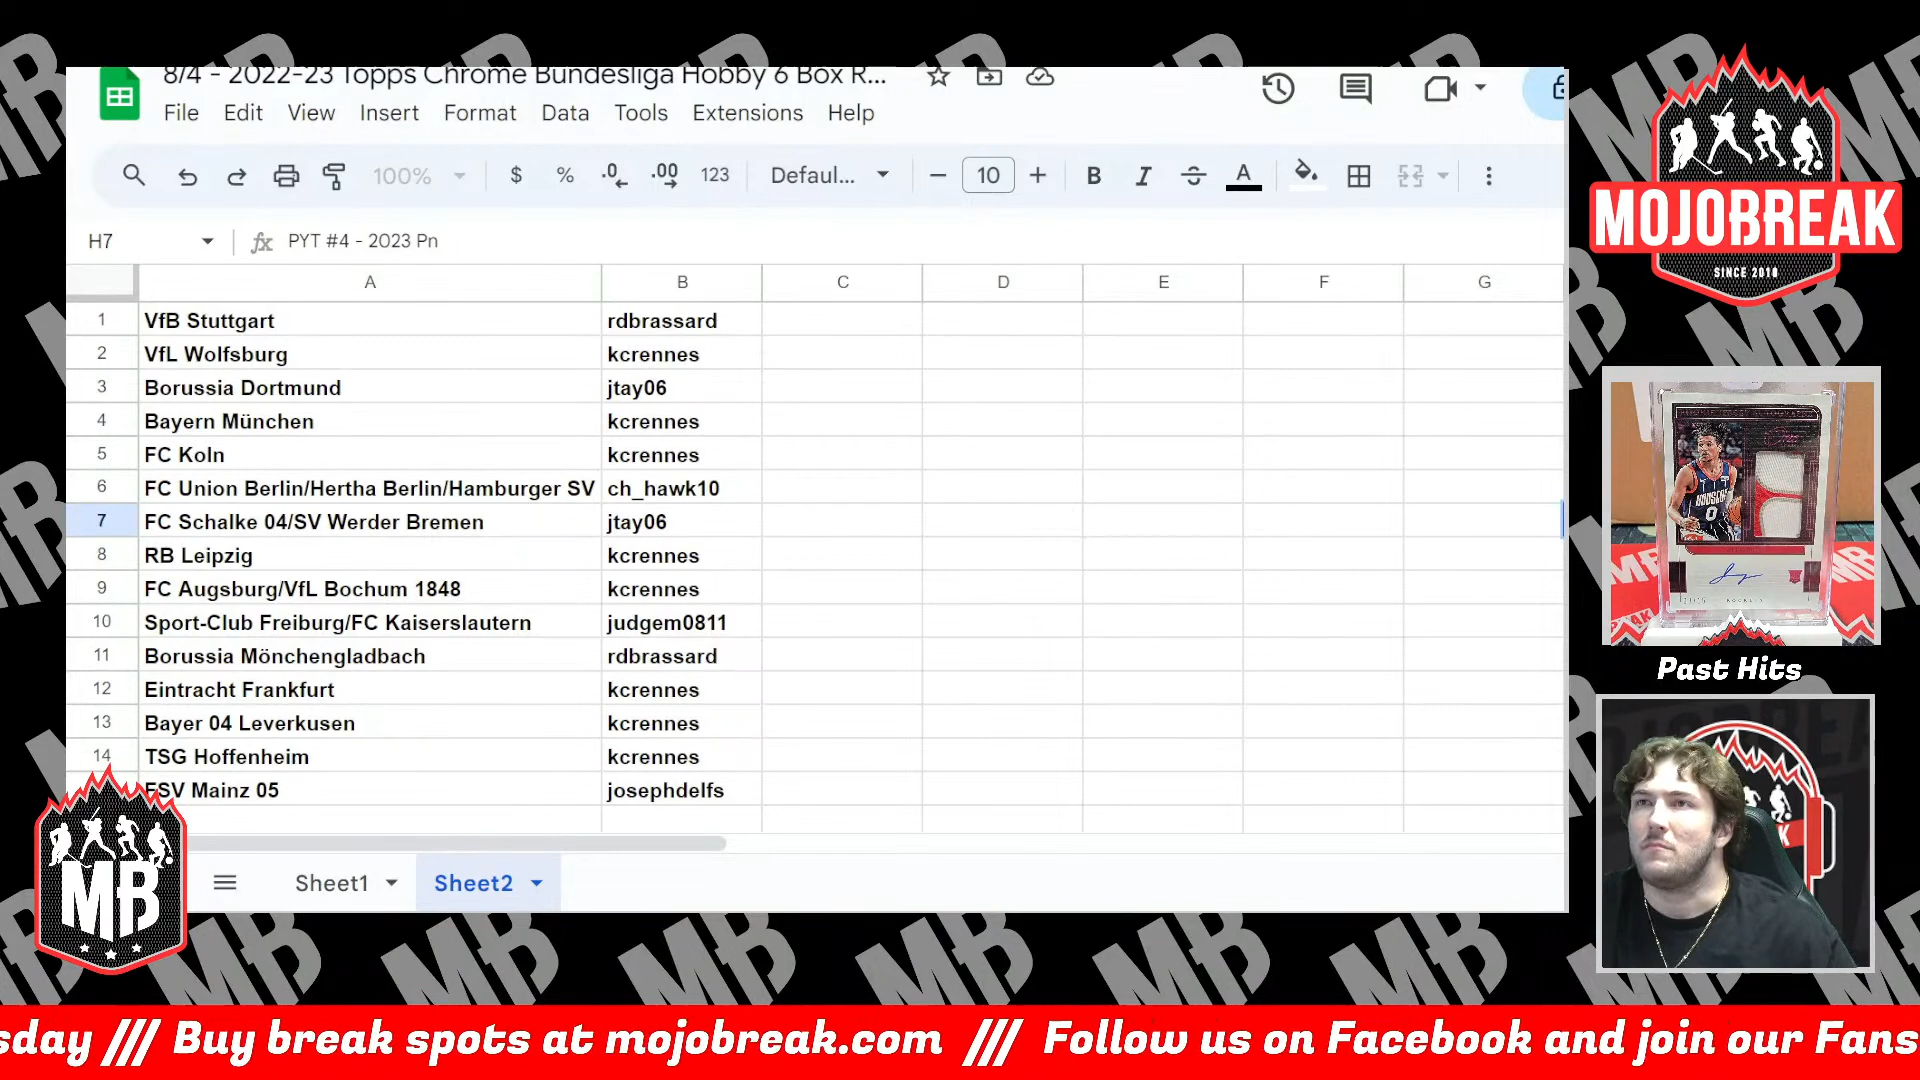 8/4 - 2022-23 Topps Chrome Bundesliga Hobby 6 Box R...
File Edit View Insert Format Data Tools Extensions Help
100% $ % .0 .00 123 Defaul... 10 B I A
H7 fx PYT #4 - 2023 Pn
A B C D E F G
1 VfB Stuttgart rdbrassard
2 VfL Wolfsburg kcrennes
3 Borussia Dortmund jtay06
4 Bayern München kcrennes
5 FC Koln kcrennes
6 FC Union Berlin/Hertha Berlin/Hamburger SV ch_hawk10
7 FC Schalke 04/SV Werder Bremen jtay06
8 RB Leipzig kcrennes
9 FC Augsburg/VfL Bochum 1848 kcrennes
10 Sport-Club Freiburg/FC Kaiserslautern judgem0811
11 Borussia Mönchengladbach rdbrassard
12 Eintracht Frankfurt kcrennes
13 Bayer 04 Leverkusen kcrennes
14 TSG Hoffenheim kcrennes
FSV Mainz 05 josephdelfs
Sheet1 Sheet2
MB
MOJOBREAK
SINCE 2010
Past Hits
sday /// Buy break spots at mojobreak.com /// Follow us on Facebook and join our Fans